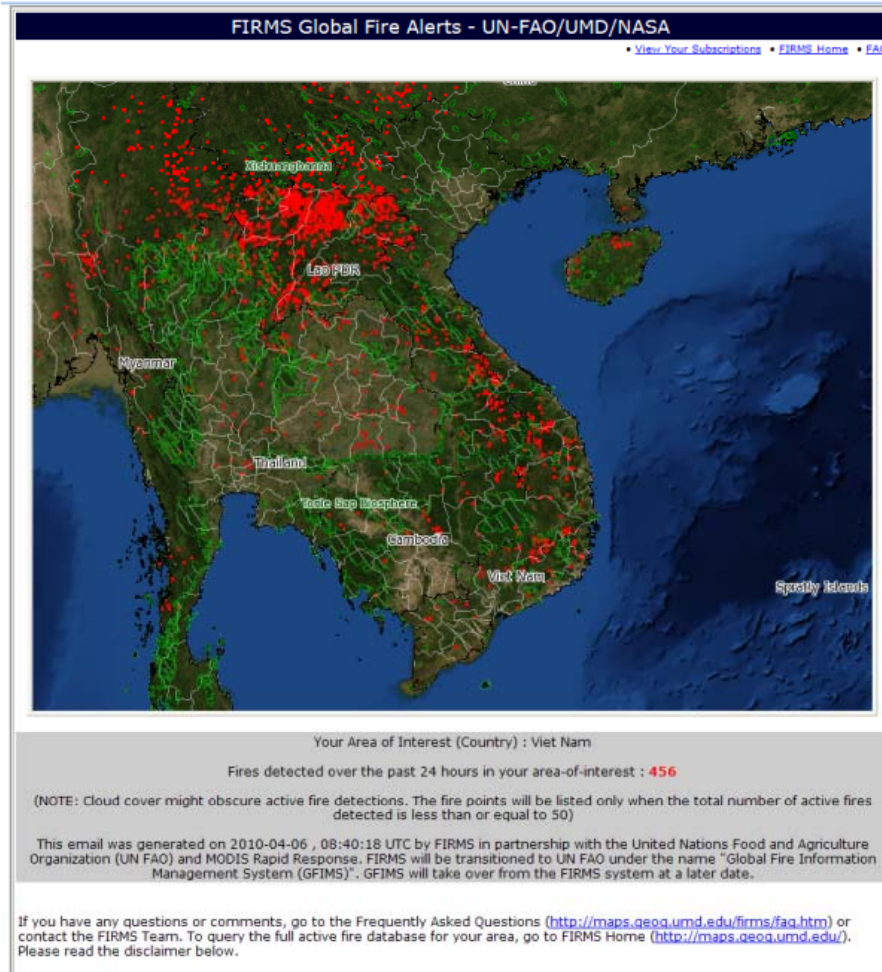 FIRMS Global Fire Alerts - UN-FAO/UMD/NASA
• View Your Subscriptions • FIRMS Home • FAQ
China
Xishuangbanna
Lao PDR
Myanmar
Thailand
Tonle Sap Biosphere
Cambodia
Viet Nam
Spratly Islands
Your Area of Interest (Country) : Viet Nam
Fires detected over the past 24 hours in your area-of-interest : 456
(NOTE: Cloud cover might obscure active fire detections. The fire points will be listed only when the total number of active fires
detected is less than or equal to 50)
This email was generated on 2010-04-06 , 08:40:18 UTC by FIRMS in partnership with the United Nations Food and Agriculture
Organization (UN FAO) and MODIS Rapid Response. FIRMS will be transitioned to UN FAO under the name "Global Fire Information
Management System (GFIMS)". GFIMS will take over from the FIRMS system at a later date.
If you have any questions or comments, go to the Frequently Asked Questions (http://maps.geog.umd.edu/firms/faq.htm) or
contact the FIRMS Team. To query the full active fire database for your area, go to FIRMS Home (http://maps.geog.umd.edu/).
Please read the disclaimer below.